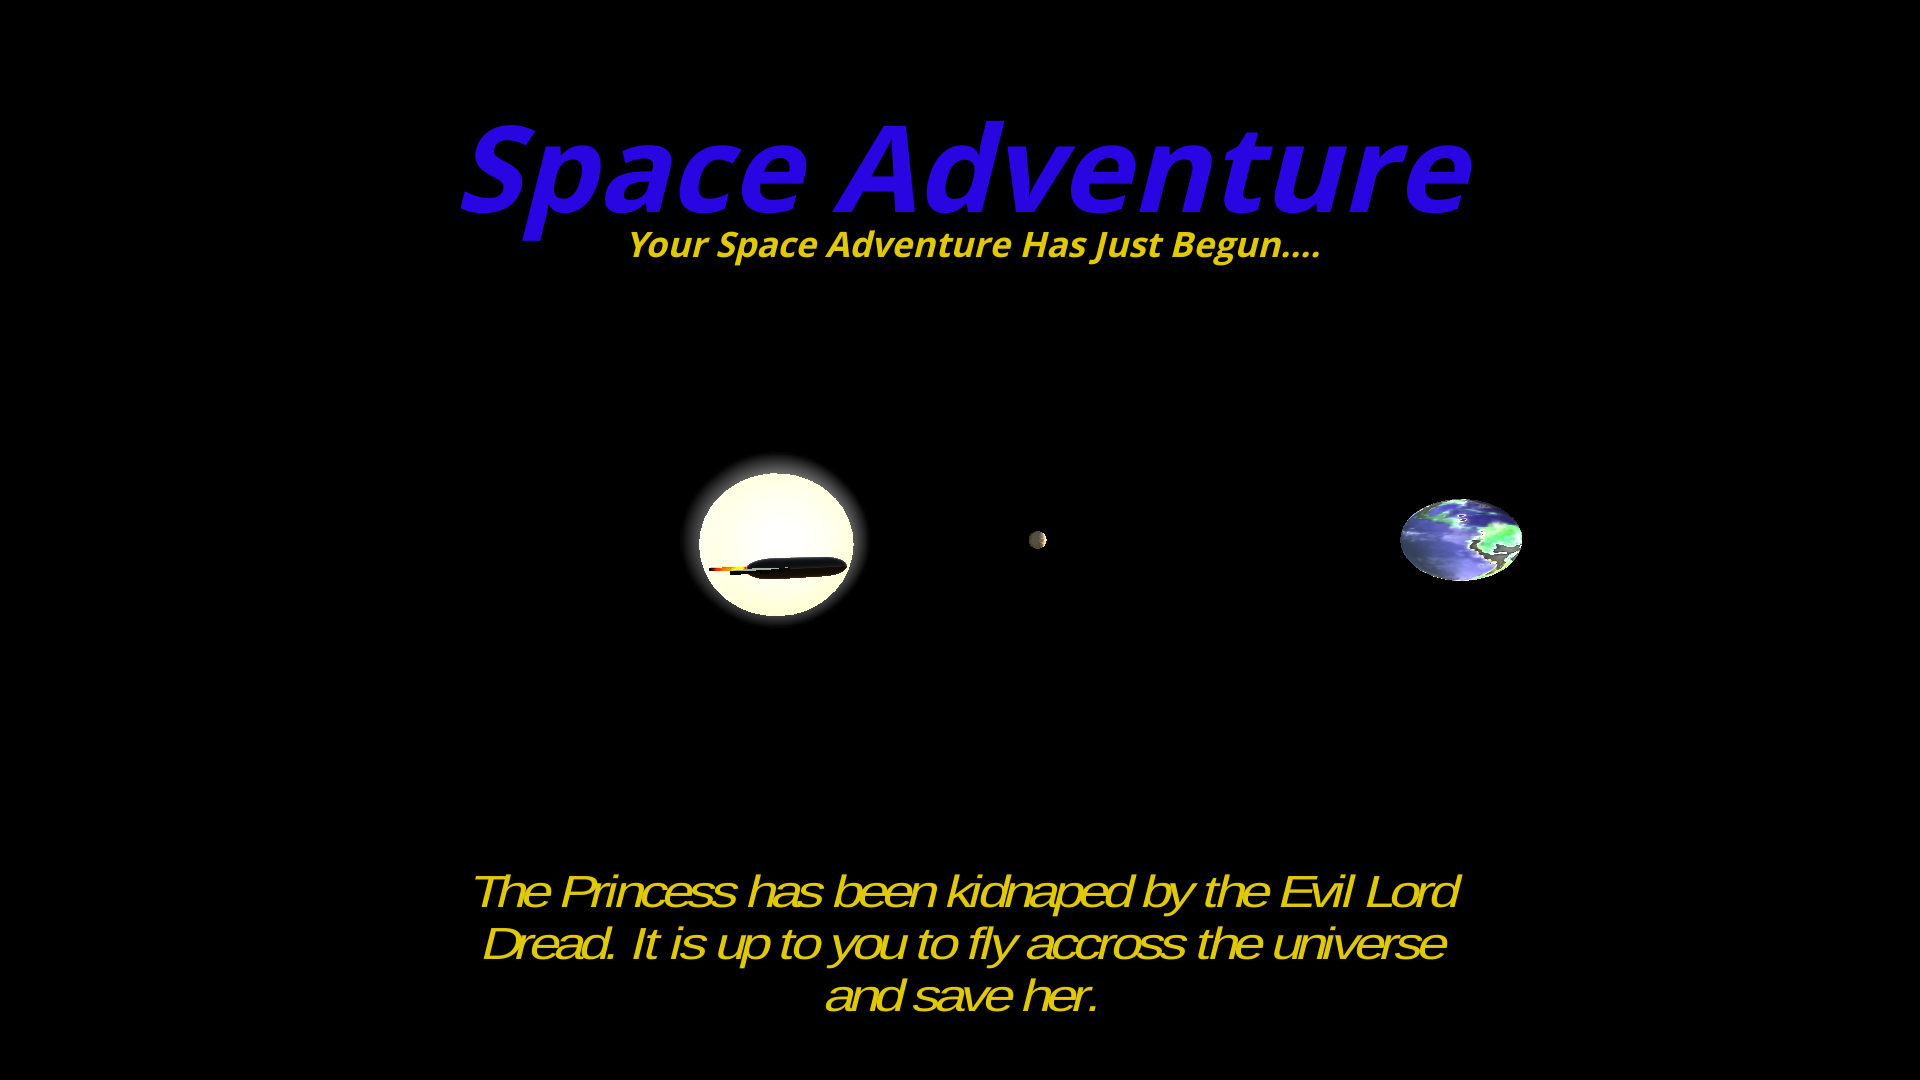 Space Adventure
Your Space Adventure Has Just Begun....
The Princess has been kidnaped by the Evil Lord
Dread. It is up to you to fly accross the universe
and save her.